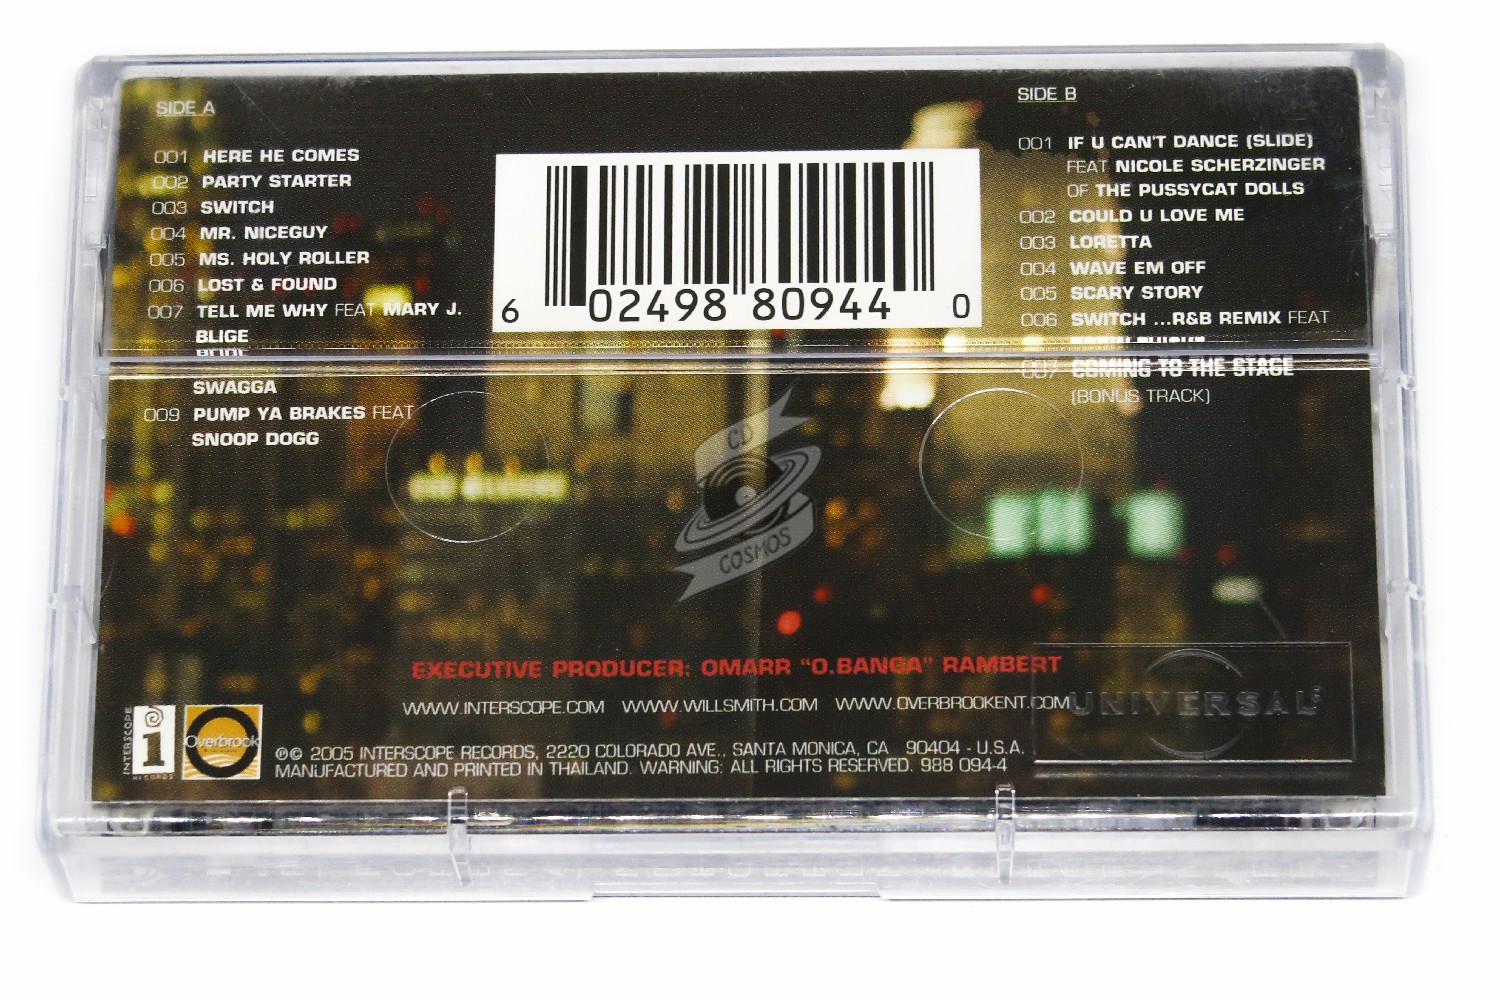 SIDE A
001 HERE HE COMES
002 PARTY STARTER
003 SWITCH
004 MR. NICEGUY
005 MS. HOLY ROLLER
006 LOST & FOUND
007 TELL ME WHY FEAT MARY J.
BLIGE
SWAGGA
009 PUMP YA BRAKES FEAT
SNOOP DOGG
6 02498 80944 0
SIDE B
001 IF U CAN'T DANCE (SLIDE)
FEAT NICOLE SCHERZINGER
OF THE PUSSYCAT DOLLS
002 COULD U LOVE ME
003 LORETTA
004 WAVE EM OFF
005 SCARY STORY
006 SWITCH ...R&B REMIX FEAT
007 COMING TO THE STAGE
(BONUS TRACK)
CD
COSMOS
EXECUTIVE PRODUCER: OMARR "O.BANGA" RAMBERT
WWW.INTERSCOPE.COM WWW.WILLSMITH.COM WWW.OVERBROOKENT.COM
UNIVERSAL
INTERSCOPE
i
RECORDS
Overbrook
℗© 2005 INTERSCOPE RECORDS, 2220 COLORADO AVE., SANTA MONICA, CA 90404 - U.S.A.
MANUFACTURED AND PRINTED IN THAILAND. WARNING: ALL RIGHTS RESERVED. 988 094-4